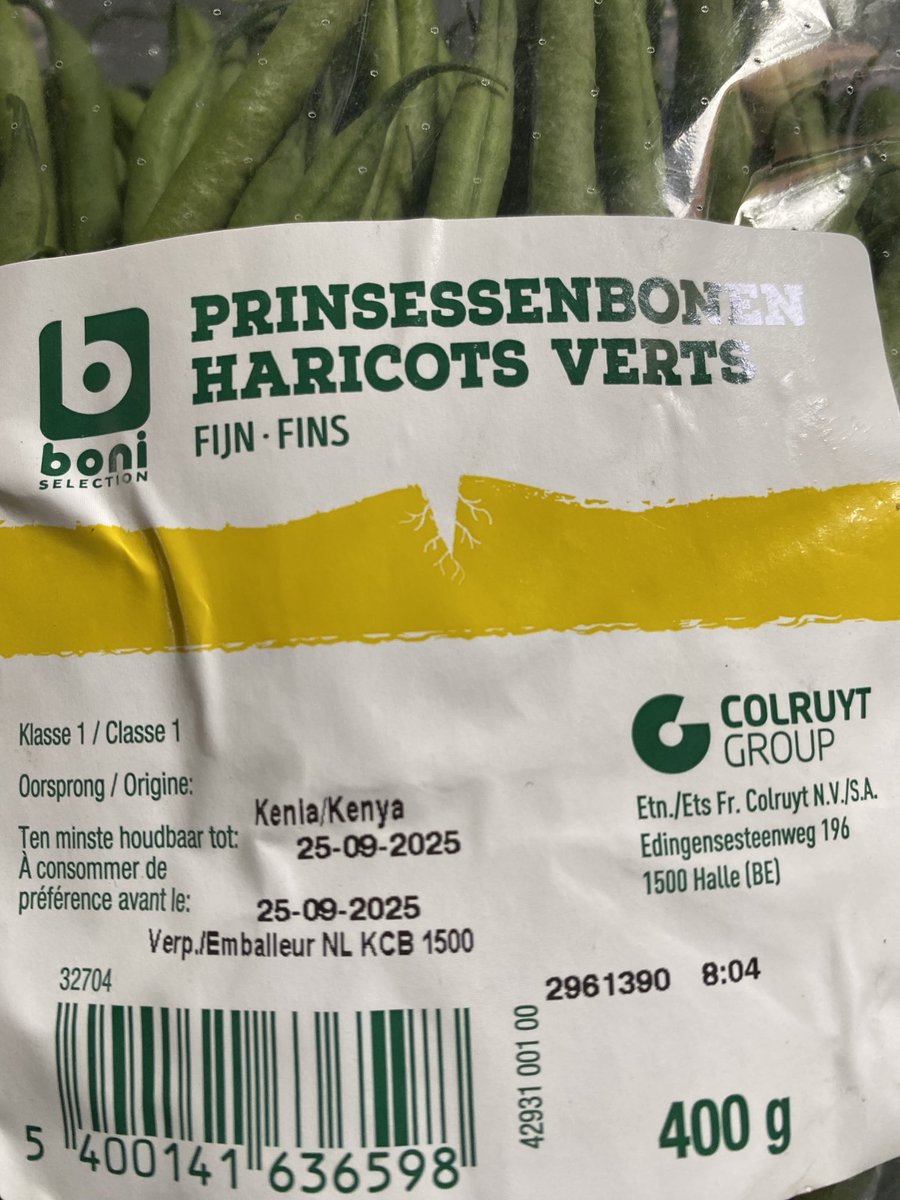 PRINSESSENBONEN
HARICOTS VERTS
FIJN · FINS
boni
SELECTION
Klasse 1 / Classe 1
Oorsprong / Origine:
Kenia/Kenya
Ten minste houdbaar tot:
25-09-2025
À consommer de
préférence avant le:
25-09-2025
Verp./Emballeur NL KCB 1500
COLRUYT
GROUP
Etn./Ets Fr. Colruyt N.V./S.A.
Edingensesteenweg 196
1500 Halle (BE)
2961390 8:04
32704
5 400141 636598
42931 001 00
400 g